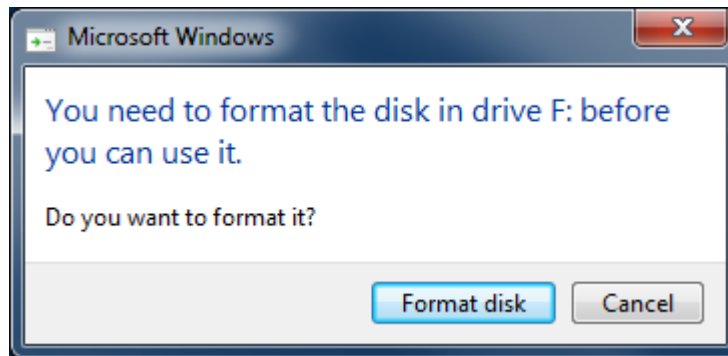 Microsoft Windows
You need to format the disk in drive F: before
you can use it.
Do you want to format it?
Format disk
Cancel